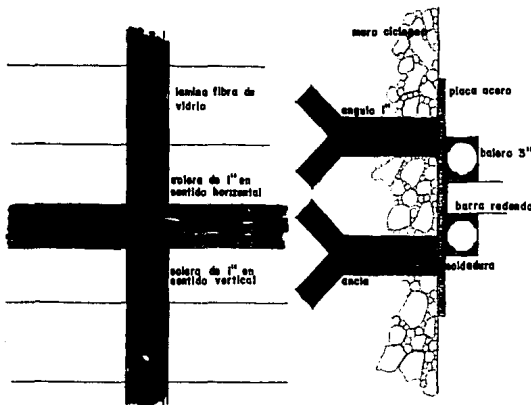 muro ciclopeo
lamina fibra de
vidrio
placa acero
angulo 1"
balero 3"
solera de 1" en
sentido horizontal
barra redonda
solera de 1" en
sentido vertical
moldadura
ancla